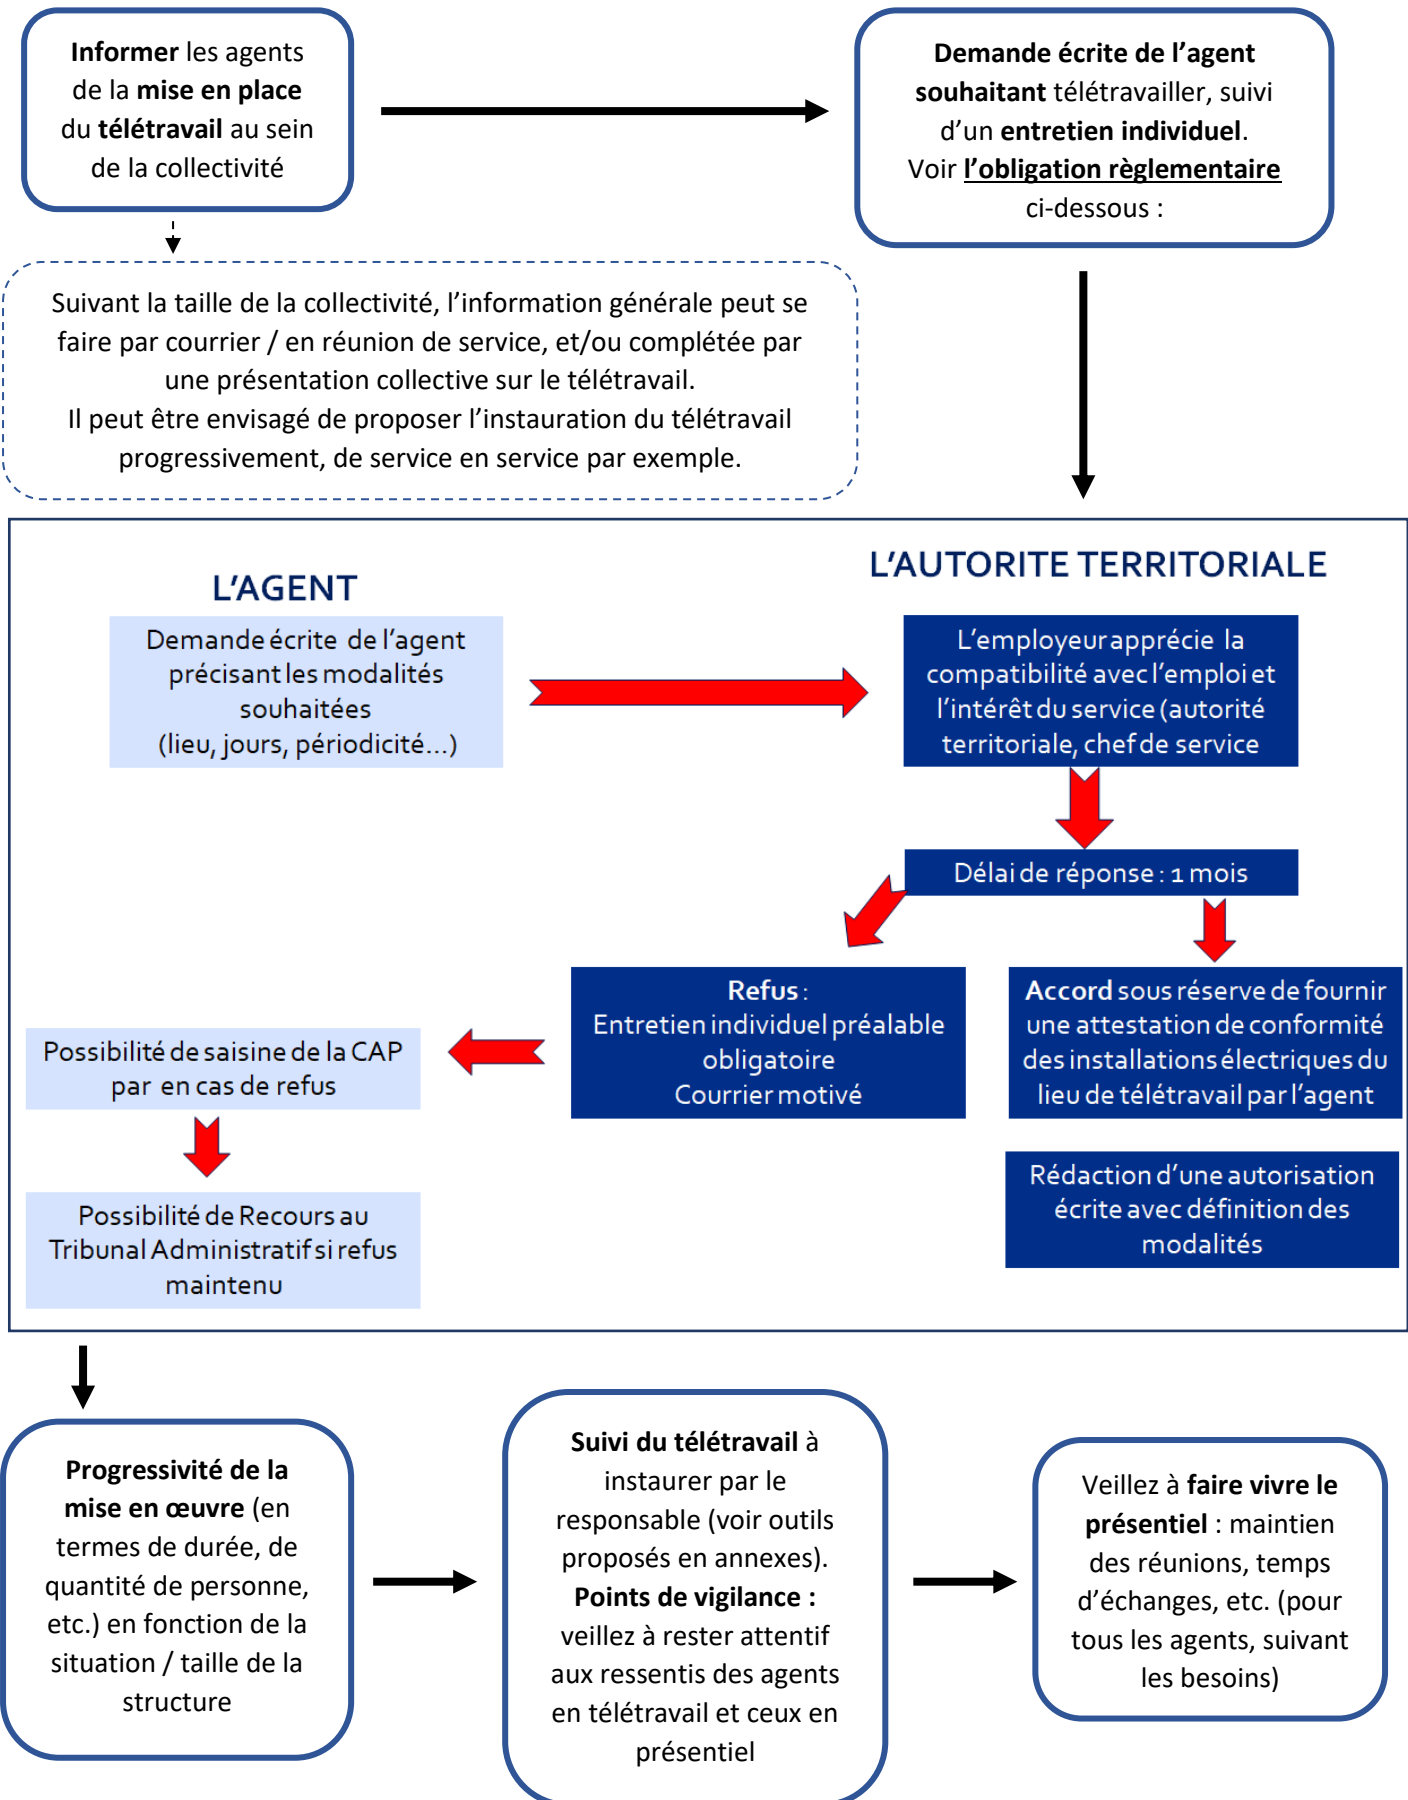 Informer les agents
de la mise en place
du télétravail au sein
de la collectivité
Demande écrite de l’agent
souhaitant télétravailler, suivi
d’un entretien individuel.
Voir l’obligation règlementaire
ci-dessous :
Suivant la taille de la collectivité, l’information générale peut se
faire par courrier / en réunion de service, et/ou complétée par
une présentation collective sur le télétravail.
Il peut être envisagé de proposer l’instauration du télétravail
progressivement, de service en service par exemple.
L’AGENT
Demande écrite de l’agent
précisant les modalités
souhaitées
(lieu, jours, périodicité...)
L’AUTORITE TERRITORIALE
L’employeur apprécie la
compatibilité avec l’emploi et
l’intérêt du service (autorité
territoriale, chef de service
Délai de réponse : 1 mois
Refus :
Entretien individuel préalable
obligatoire
Courrier motivé
Accord sous réserve de fournir
une attestation de conformité
des installations électriques du
lieu de télétravail par l’agent
Possibilité de saisine de la CAP
par en cas de refus
Rédaction d’une autorisation
écrite avec définition des
modalités
Possibilité de Recours au
Tribunal Administratif si refus
maintenu
Progressivité de la
mise en œuvre (en
termes de durée, de
quantité de personne,
etc.) en fonction de la
situation / taille de la
structure
Suivi du télétravail à
instaurer par le
responsable (voir outils
proposés en annexes).
Points de vigilance :
veillez à rester attentif
aux ressentis des agents
en télétravail et ceux en
présentiel
Veillez à faire vivre le
présentiel : maintien
des réunions, temps
d’échanges, etc. (pour
tous les agents, suivant
les besoins)